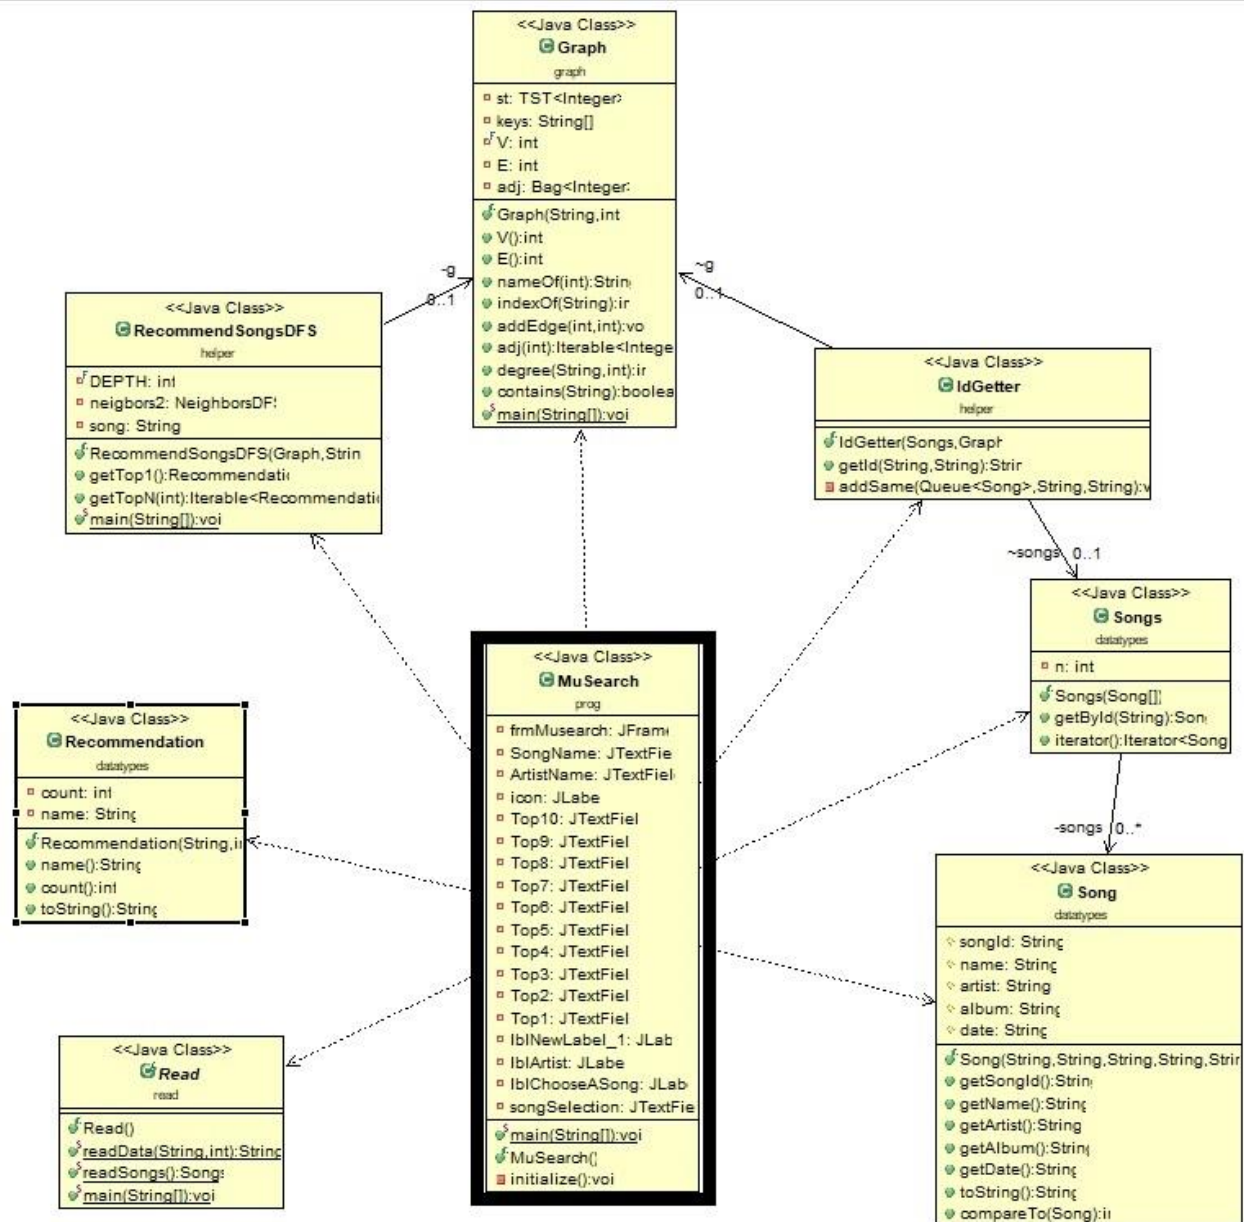 <<Java Class>>
Graph
graph
st: TST<Integer>
keys: String[]
V: int
E: int
adj: Bag<Integer
Graph(String,int
V():int
E():int
nameOf(int):Strin
indexOf(String):ir
addEdge(int,int):vo
adj(int):Iterable<Intege
degree(String,int):ir
contains(String):boolea
main(String[]):voi
-g
0..1
~g
0..1
<<Java Class>>
RecommendSongsDFS
helper
DEPTH: int
neigbors2: NeighborsDF
song: String
RecommendSongsDFS(Graph,Strin
getTop1():Recommendati
getTopN(int):Iterable<Recommendati
main(String[]):voi
<<Java Class>>
IdGetter
helper
IdGetter(Songs,Graph
getId(String,String):Strir
addSame(Queue<Song>,String,String):v
~songs 0..1
<<Java Class>>
Songs
datatypes
n: int
Songs(Song[])
getById(String):Son
iterator():Iterator<Song
-songs 0..*
<<Java Class>>
MuSearch
prog
frmMusearch: JFrame
SongName: JTextFie
ArtistName: JTextFiel
icon: JLabe
Top10: JTextFiel
Top9: JTextFiel
Top8: JTextFiel
Top7: JTextFiel
Top6: JTextFiel
Top5: JTextFiel
Top4: JTextFiel
Top3: JTextFiel
Top2: JTextFiel
Top1: JTextFiel
lblNewLabel_1: JLab
lblArtist: JLabe
lblChooseASong: JLab
songSelection: JTextFie
main(String[]):voi
MuSearch()
initialize():voi
<<Java Class>>
Recommendation
datatypes
count: int
name: String
Recommendation(String,i
name():String
count():int
toString():String
<<Java Class>>
Read
read
Read()
readData(String,int):String
readSongs():Songs
main(String[]):voi
<<Java Class>>
Song
datatypes
songId: String
name: String
artist: String
album: String
date: String
Song(String,String,String,String,Strir
getSongId():Strin
getName():String
getArtist():String
getAlbum():Strin
getDate():String
toString():String
compareTo(Song):i